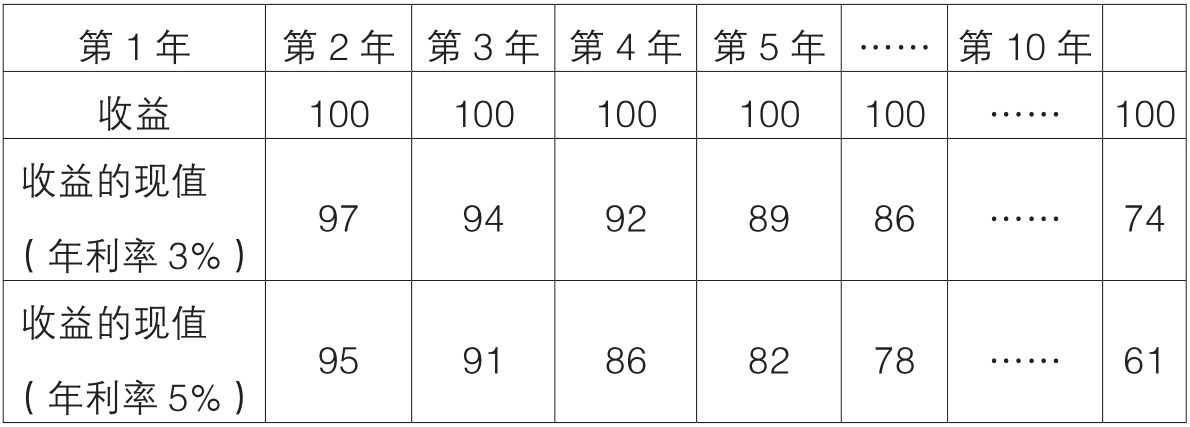 第1年 第2年 第3年 第4年 第5年 …… 第10年
收益 100 100 100 100 100 …… 100
收益的现值
（年利率3%） 97 94 92 89 86 …… 74
收益的现值
（年利率5%） 95 91 86 82 78 …… 61